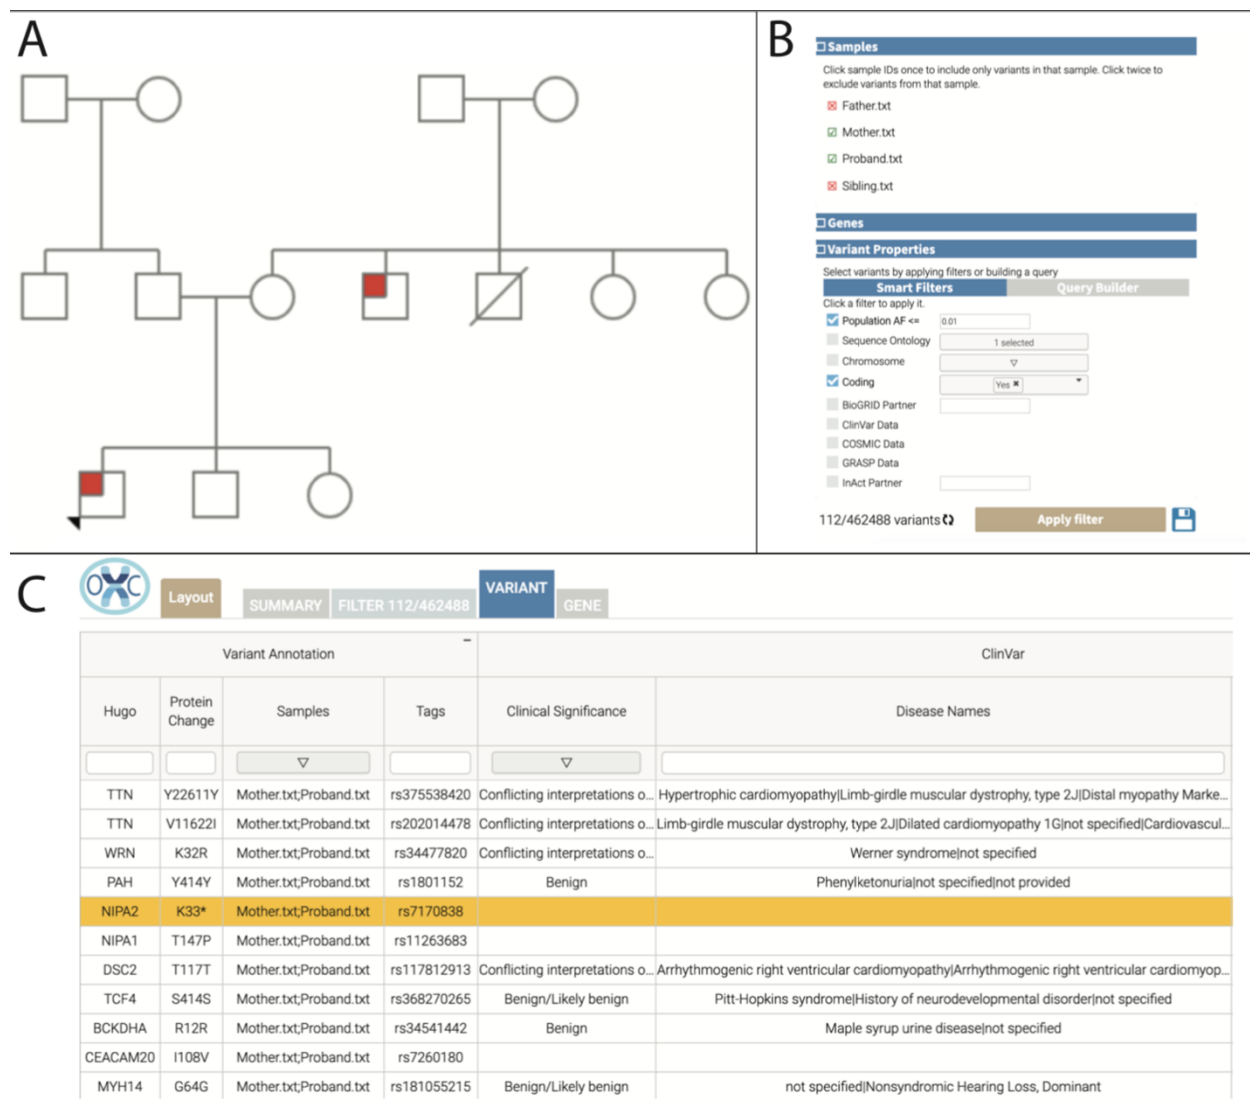 A
B
Samples
Click sample IDs once to include only variants in that sample. Click twice to
exclude variants from that sample.
Father.txt
Mother.txt
Proband.txt
Sibling.txt
Genes
Variant Properties
Select variants by applying filters or building a query
Smart Filters Query Builder
Click a filter to apply it.
Population AF <= 0.01
Sequence Ontology 1 selected
Chromosome
Coding Yes ✖
BioGRID Partner
ClinVar Data
COSMIC Data
GRASP Data
InAct Partner
112/462488 variants Apply filter
C
OXC Layout SUMMARY FILTER 112/462488 VARIANT GENE
Variant Annotation – ClinVar
Hugo Protein Change Samples Tags Clinical Significance Disease Names
TTN Y22611Y Mother.txt;Proband.txt rs375538420 Conflicting interpretations o... Hypertrophic cardiomyopathy|Limb-girdle muscular dystrophy, type 2J|Distal myopathy Marke...
TTN V11622I Mother.txt;Proband.txt rs202014478 Conflicting interpretations o... Limb-girdle muscular dystrophy, type 2J|Dilated cardiomyopathy 1G|not specified|Cardiovascul...
WRN K32R Mother.txt;Proband.txt rs34477820 Conflicting interpretations o... Werner syndrome|not specified
PAH Y414Y Mother.txt;Proband.txt rs1801152 Benign Phenylketonuria|not specified|not provided
NIPA2 K33* Mother.txt;Proband.txt rs7170838
NIPA1 T147P Mother.txt;Proband.txt rs11263683
DSC2 T117T Mother.txt;Proband.txt rs117812913 Conflicting interpretations o... Arrhythmogenic right ventricular cardiomyopathy|Arrhythmogenic right ventricular cardiomyop...
TCF4 S414S Mother.txt;Proband.txt rs368270265 Benign/Likely benign Pitt-Hopkins syndrome|History of neurodevelopmental disorder|not specified
BCKDHA R12R Mother.txt;Proband.txt rs34541442 Benign Maple syrup urine disease|not specified
CEACAM20 I108V Mother.txt;Proband.txt rs7260180
MYH14 G64G Mother.txt;Proband.txt rs181055215 Benign/Likely benign not specified|Nonsyndromic Hearing Loss, Dominant